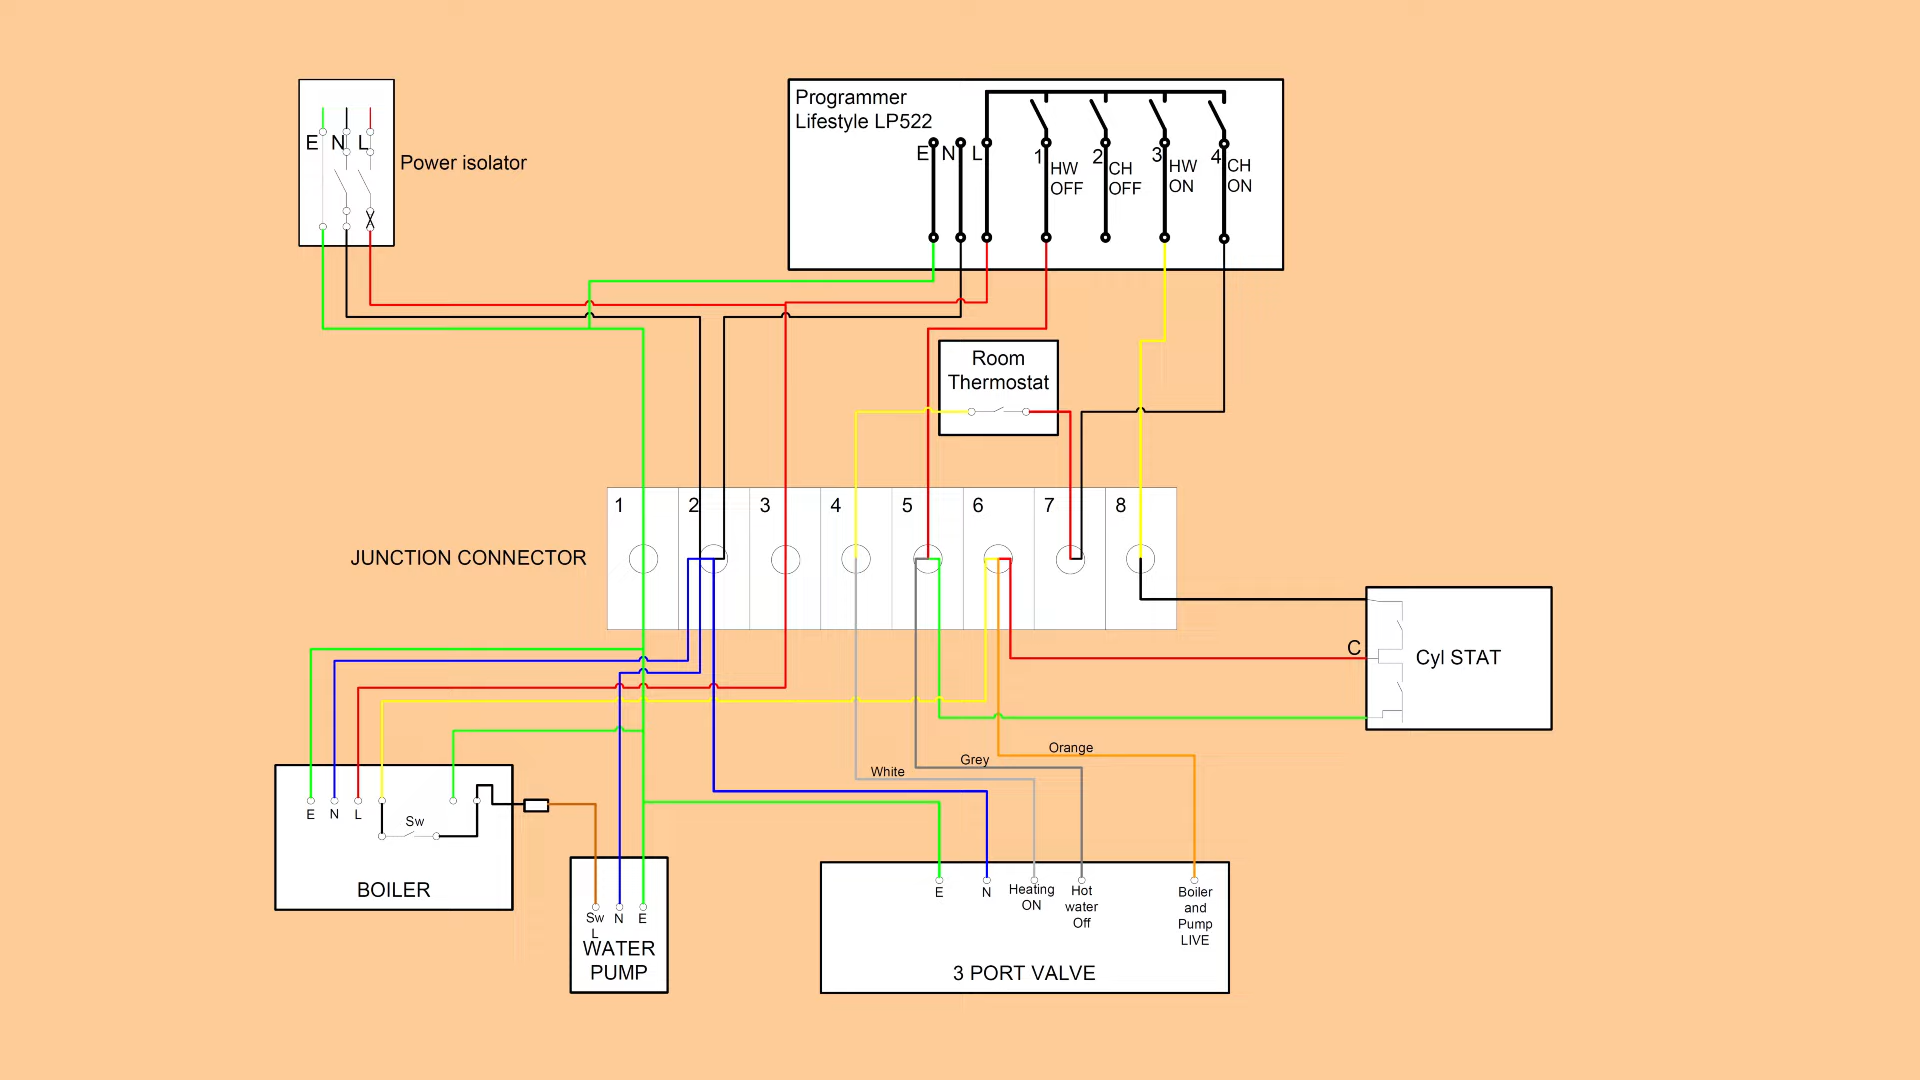 E N L
Power isolator
Programmer
Lifestyle LP522
E N L
1
HW
OFF
2
CH
OFF
3
HW
ON
4
CH
ON
Room
Thermostat
1 2 3 4 5 6 7 8
JUNCTION CONNECTOR
C
Cyl STAT
Orange
Grey
White
E N L
Sw
BOILER
Sw
L
N E
WATER
PUMP
E N
Heating
ON
Hot
water
Off
Boiler
and
Pump
LIVE
3 PORT VALVE